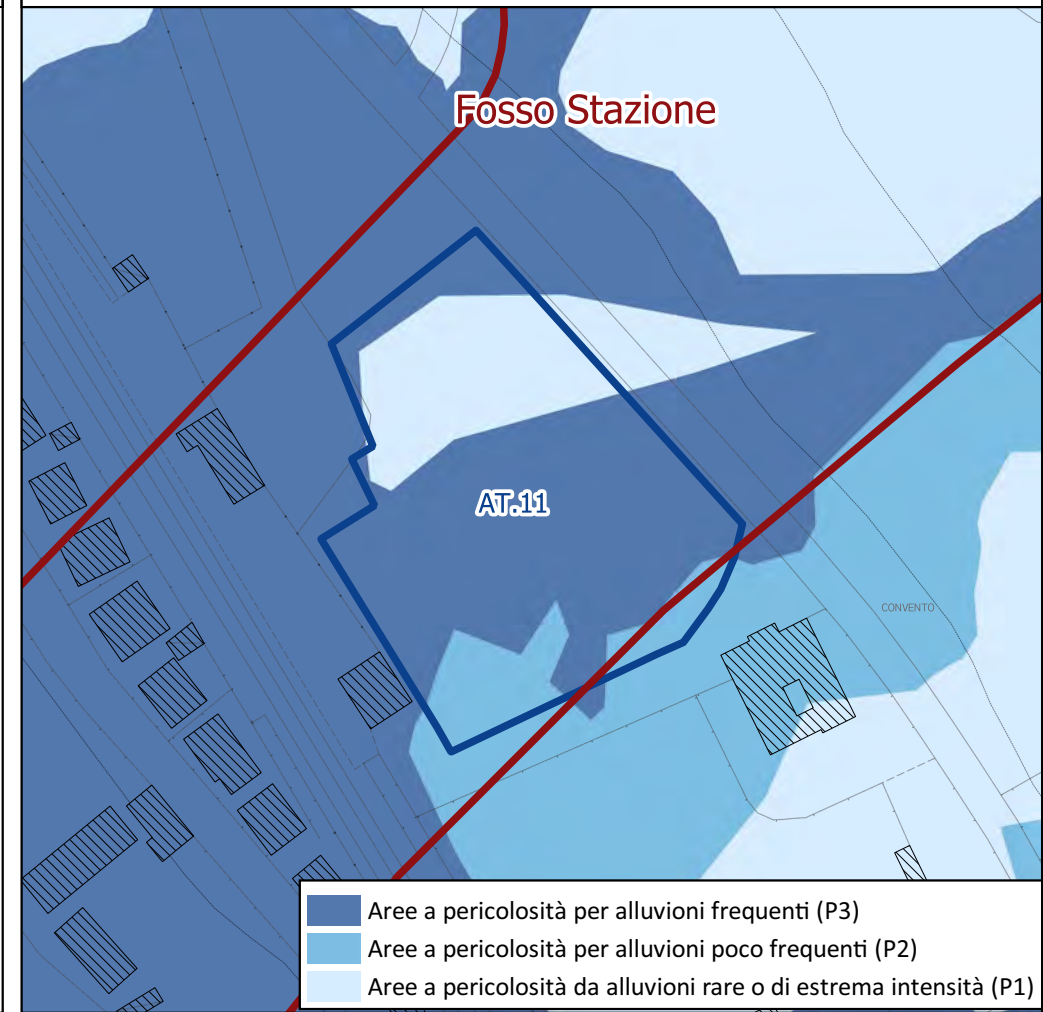 Fosso Stazione
AT.11
CONVENTO
Aree a pericolosità per alluvioni frequenti (P3)
Aree a pericolosità per alluvioni poco frequenti (P2)
Aree a pericolosità da alluvioni rare o di estrema intensità (P1)